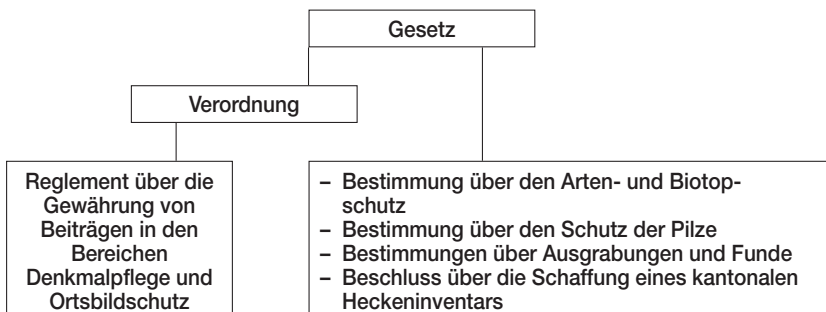 Gesetz
Verordnung
Reglement über die
Gewährung von
Beiträgen in den
Bereichen
Denkmalpflege und
Ortsbildschutz
– Bestimmung über den Arten- und Biotop-
schutz
– Bestimmung über den Schutz der Pilze
– Bestimmungen über Ausgrabungen und Funde
– Beschluss über die Schaffung eines kantonalen
Heckeninventars